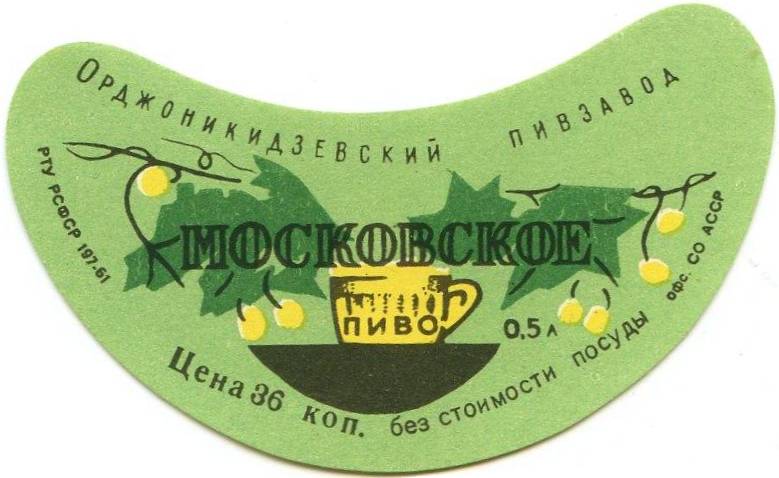 Орджоникидзевский пивзавод
РТУ РСФСР 197-61
МОСКОВСКОЕ
ПИВО
0,5 л
Цена 36 коп. без стоимости посуды
офс. СО АССР